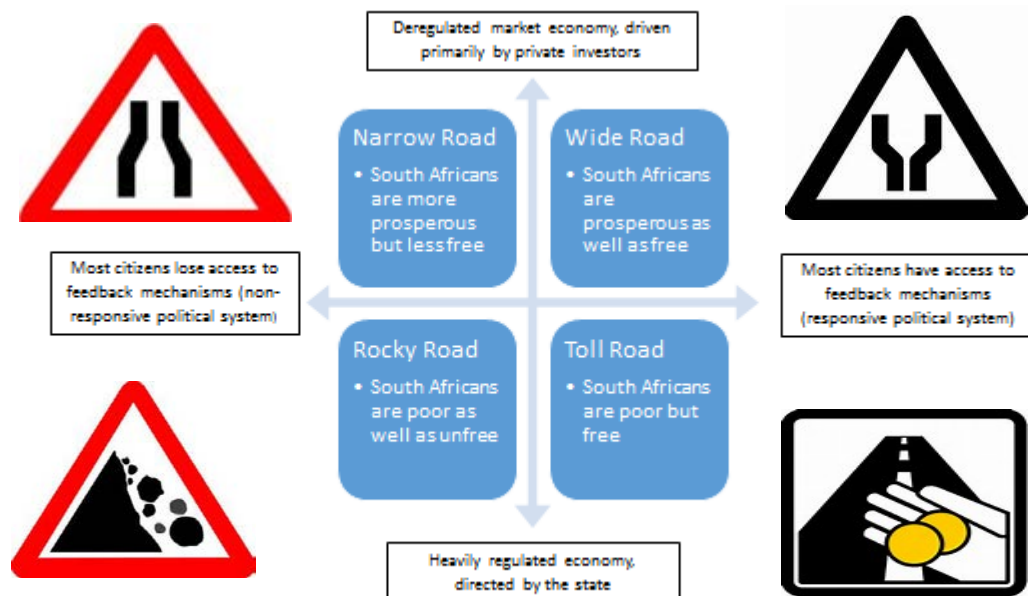 Deregulated market economy, driven
primarily by private investors
Narrow Road
• South Africans
are more
prosperous
but less free
Wide Road
• South Africans
are
prosperous as
well as free
Most citizens lose access to
feedback mechanisms (non-
responsive political system)
Most citizens have access to
feedback mechanisms
(responsive political system)
Rocky Road
• South Africans
are poor as
well as unfree
Toll Road
• South Africans
are poor but
free
Heavily regulated economy,
directed by the state